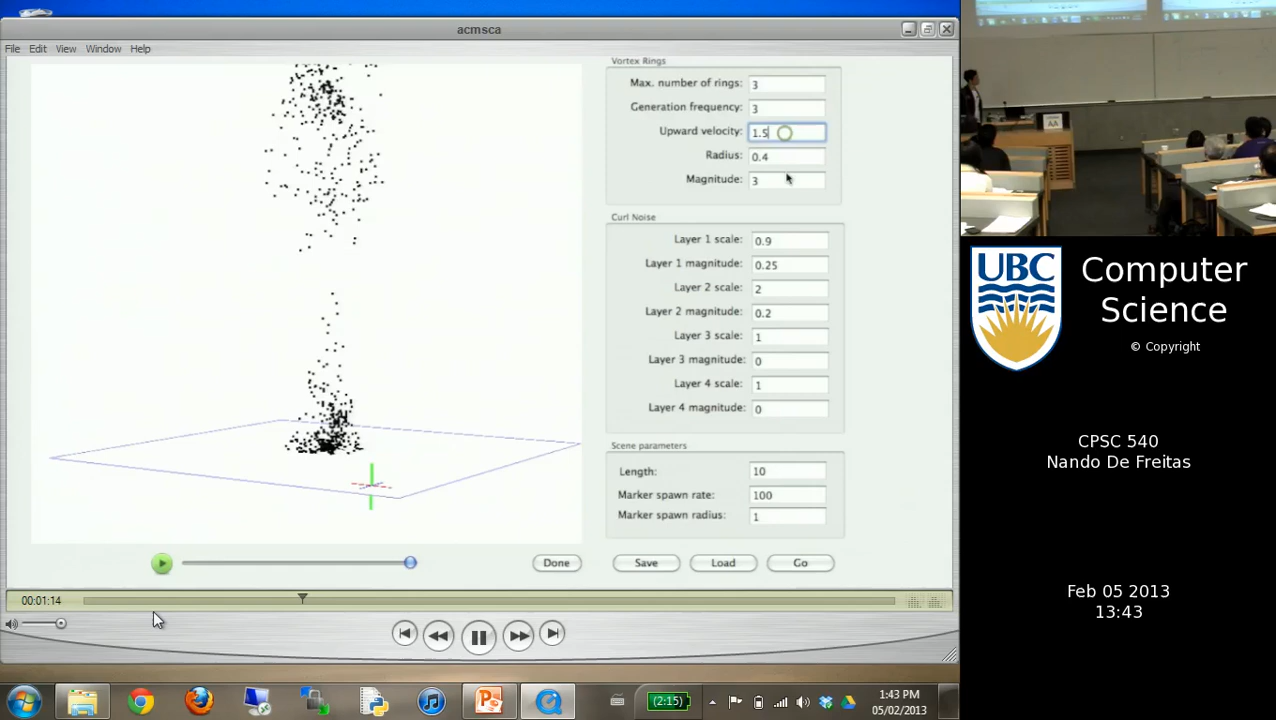 acmsca
File Edit View Window Help
Vortex Rings
Max. number of rings: 3
Generation frequency: 3
Upward velocity: 1.5
Radius: 0.4
Magnitude: 3
Curl Noise
Layer 1 scale: 0.9
Layer 1 magnitude: 0.25
Layer 2 scale: 2
Layer 2 magnitude: 0.2
Layer 3 scale: 1
Layer 3 magnitude: 0
Layer 4 scale: 1
Layer 4 magnitude: 0
Scene parameters
Length: 10
Marker spawn rate: 100
Marker spawn radius: 1
Done Save Load Go
00:01:14
(2:15)
1:43 PM
05/02/2013
AA
UBC
Computer
Science
© Copyright
CPSC 540
Nando De Freitas
Feb 05 2013
13:43